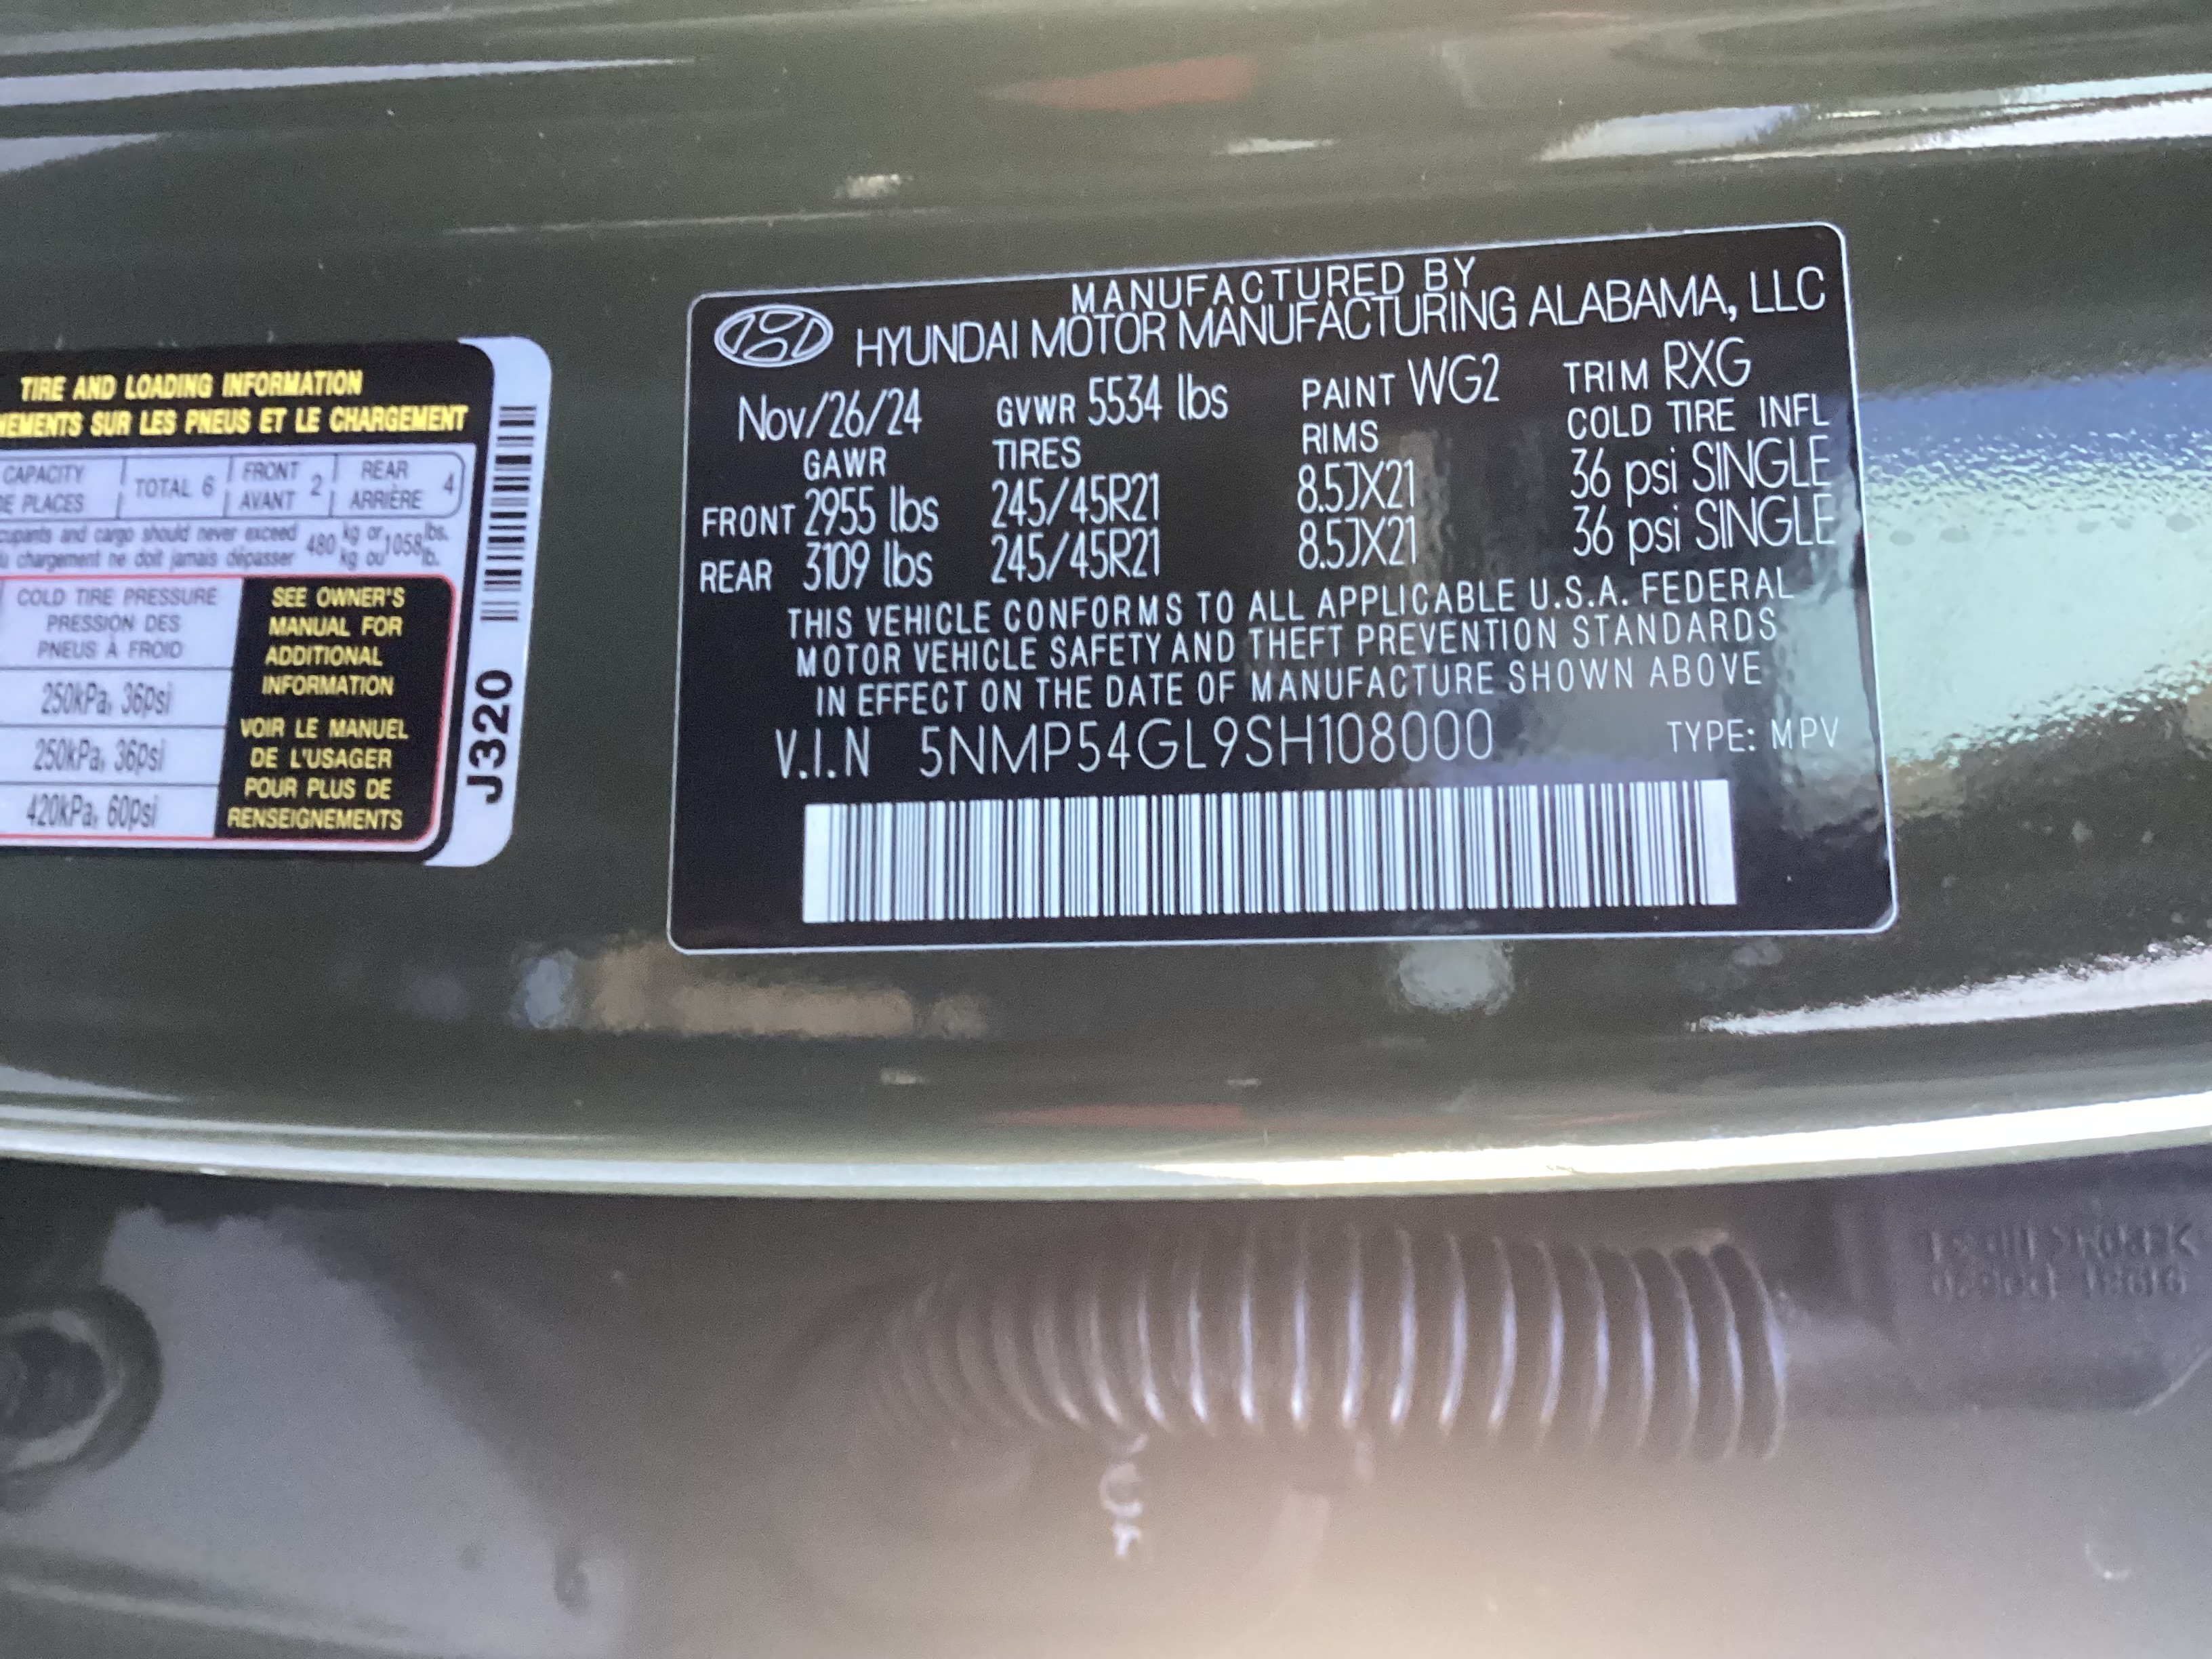 TIRE AND LOADING INFORMATION
NEMENTS SUR LES PNEUS ET LE CHARGEMENT
CAPACITY
DE PLACES
TOTAL 6
FRONT
AVANT 2
REAR
ARRIÈRE 4
cupants and cargo should never exceed
u chargement ne doit jamais dépasser
480 kg or 1058 lbs.
kg ou lb.
COLD TIRE PRESSURE
PRESSION DES
PNEUS À FROID
250kPa, 36psi
250kPa, 36psi
420kPa, 60psi
SEE OWNER'S
MANUAL FOR
ADDITIONAL
INFORMATION
VOIR LE MANUEL
DE L'USAGER
POUR PLUS DE
RENSEIGNEMENTS
J320
MANUFACTURED BY
HYUNDAI MOTOR MANUFACTURING ALABAMA, LLC
Nov/26/24 GVWR 5534 lbs PAINT WG2 TRIM RXG
GAWR TIRES RIMS COLD TIRE INFL
FRONT 2955 lbs 245/45R21 8.5JX21 36 psi SINGLE
REAR 3109 lbs 245/45R21 8.5JX21 36 psi SINGLE
THIS VEHICLE CONFORMS TO ALL APPLICABLE U.S.A. FEDERAL
MOTOR VEHICLE SAFETY AND THEFT PREVENTION STANDARDS
IN EFFECT ON THE DATE OF MANUFACTURE SHOWN ABOVE
V.I.N 5NMP54GL9SH108000 TYPE: MPV